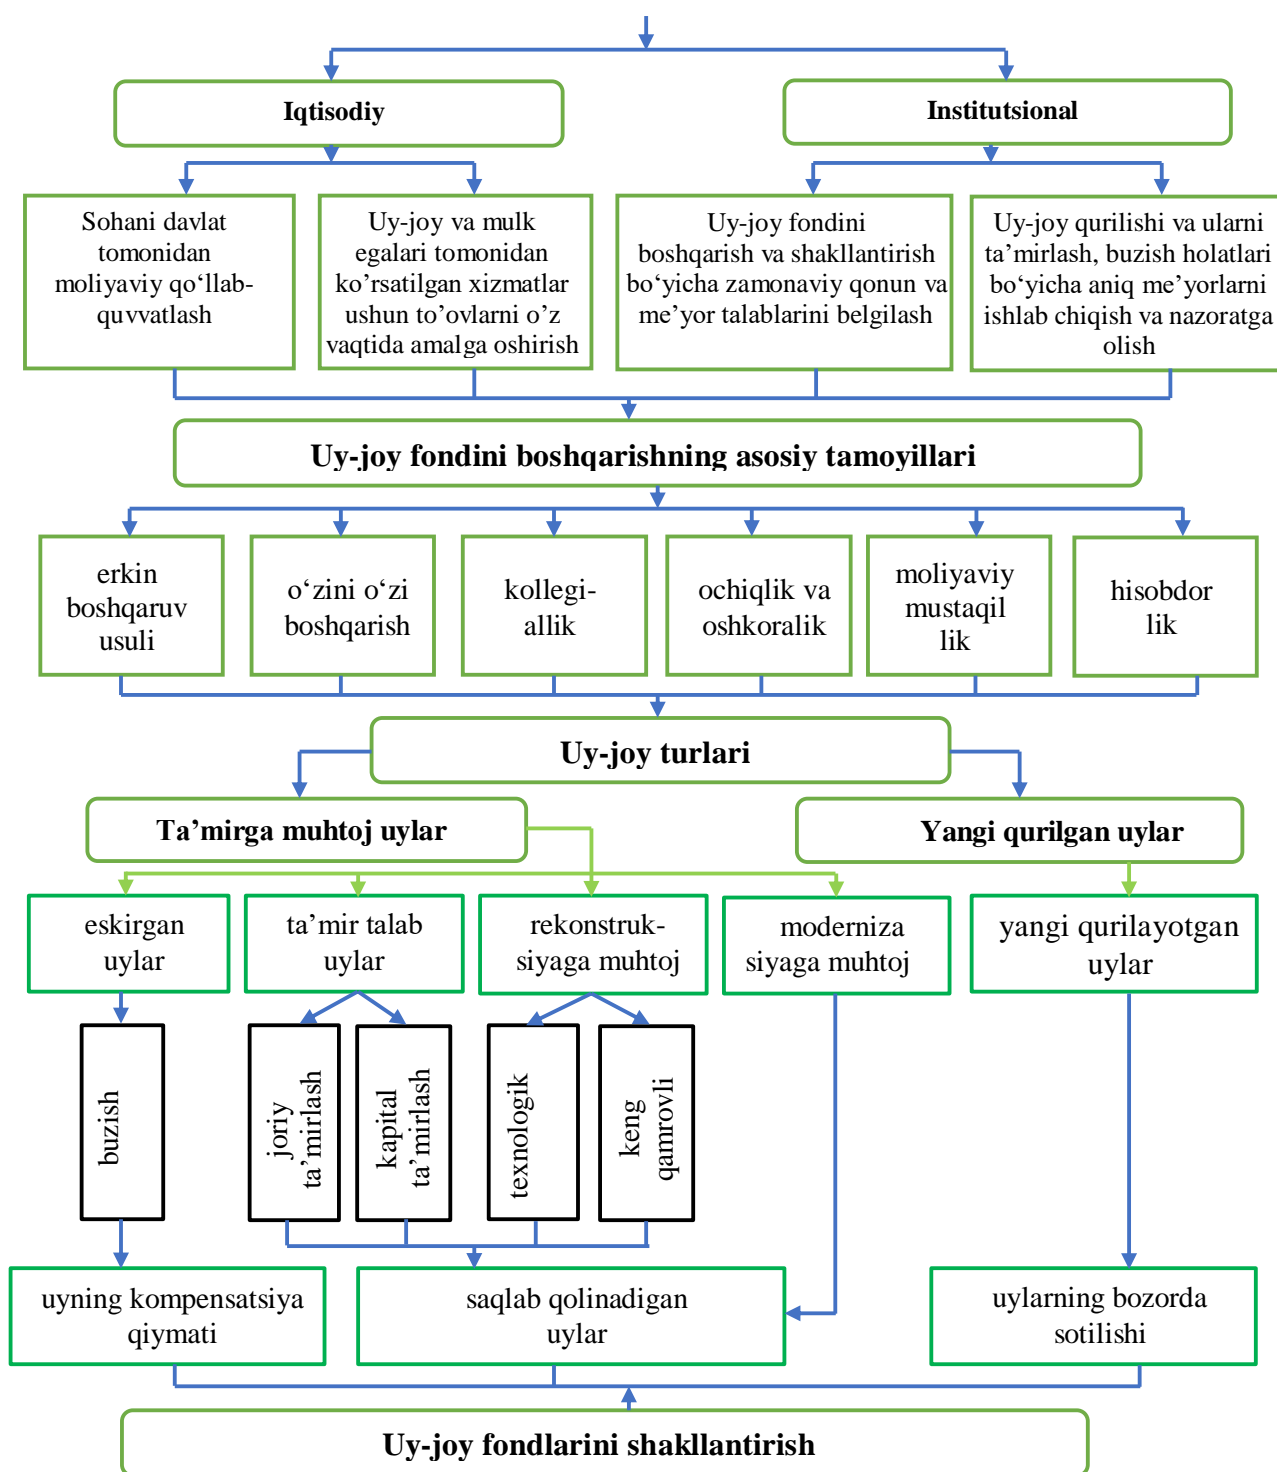 Iqtisodiy
Institutsional
Sohani davlat
tomonidan
moliyaviy qo‘llab-
quvvatlash
Uy-joy va mulk
egalari tomonidan
ko’rsatilgan xizmatlar
ushun to’ovlarni o’z
vaqtida amalga oshirish
Uy-joy fondini
boshqarish va shakllantirish
bo‘yicha zamonaviy qonun va
me’yor talablarini belgilash
Uy-joy qurilishi va ularni
ta’mirlash, buzish holatlari
bo‘yicha aniq me’yorlarni
ishlab chiqish va nazoratga
olish
Uy-joy fondini boshqarishning asosiy tamoyillari
erkin
boshqaruv
usuli
o‘zini o‘zi
boshqarish
kollegi-
allik
ochiqlik va
oshkoralik
moliyaviy
mustaqil
lik
hisobdor
lik
Uy-joy turlari
Ta’mirga muhtoj uylar
Yangi qurilgan uylar
eskirgan
uylar
ta’mir talab
uylar
rekonstruk-
siyaga muhtoj
moderniza
siyaga muhtoj
yangi qurilayotgan
uylar
buzish
joriy
ta’mirlash
kapital
ta’mirlash
texnologik
keng
qamrovli
uyning kompensatsiya
qiymati
saqlab qolinadigan
uylar
uylarning bozorda
sotilishi
Uy-joy fondlarini shakllantirish